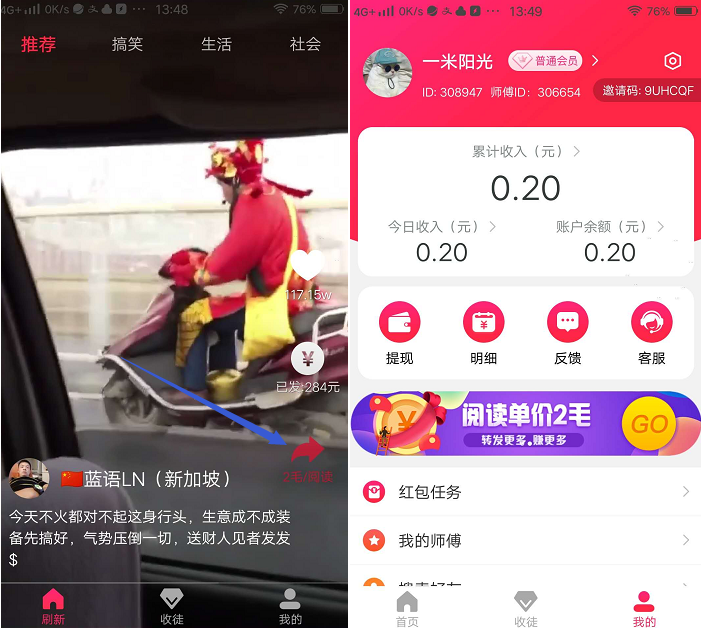 4G+ 0K/s ··· 13:48 76%
推荐 搞笑 生活 社会
117.15w
¥
已发:284元
2毛/阅读
🇨🇳蓝语LN（新加坡）
今天不火都对不起这身行头，生意成不成装
备先搞好，气势压倒一切，送财人见者发发
$
刷新 收徒 我的
4G+ 0K/s ··· 13:49 76%
一米阳光 普通会员
ID: 308947 师傅ID: 306654
邀请码: 9UHCQF
累计收入（元）
0.20
今日收入（元） 账户余额（元）
0.20 0.20
提现 明细 反馈 客服
阅读单价2毛
转发更多.赚更多
GO
红包任务
我的师傅
首页 收徒 我的